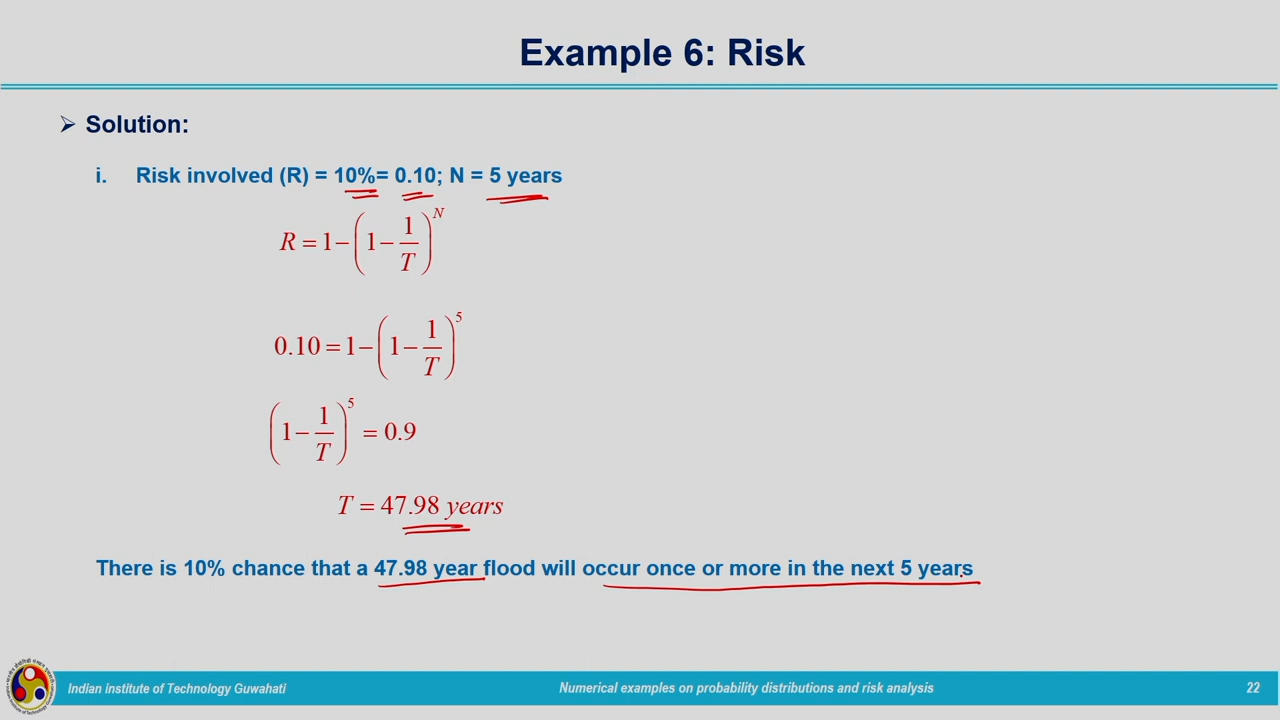 Example 6: Risk
➢ Solution:
i. Risk involved (R) = 10%= 0.10; N = 5 years
R = 1 − (1 − 1/T)^N
0.10 = 1 − (1 − 1/T)^5
(1 − 1/T)^5 = 0.9
T = 47.98 years
There is 10% chance that a 47.98 year flood will occur once or more in the next 5 years
Indian institute of Technology Guwahati Numerical examples on probability distributions and risk analysis 22